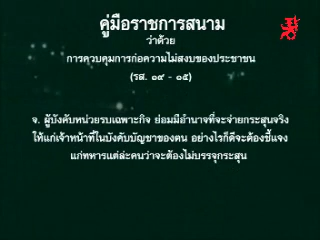 คู่มือราชการสนาม
ว่าด้วย
การควบคุมการก่อความไม่สงบของประชาชน
(รส. ๑๙ - ๑๕)
จ. ผู้บังคับหน่วยรบเฉพาะกิจ ย่อมมีอำนาจที่จะจ่ายกระสุนจริง
ให้แก่เจ้าหน้าที่ในบังคับบัญชาของตน อย่างไรก็ดีจะต้องชี้แจง
แก่ทหารแต่ล่ะคนว่าจะต้องไม่บรรจุกระสุน